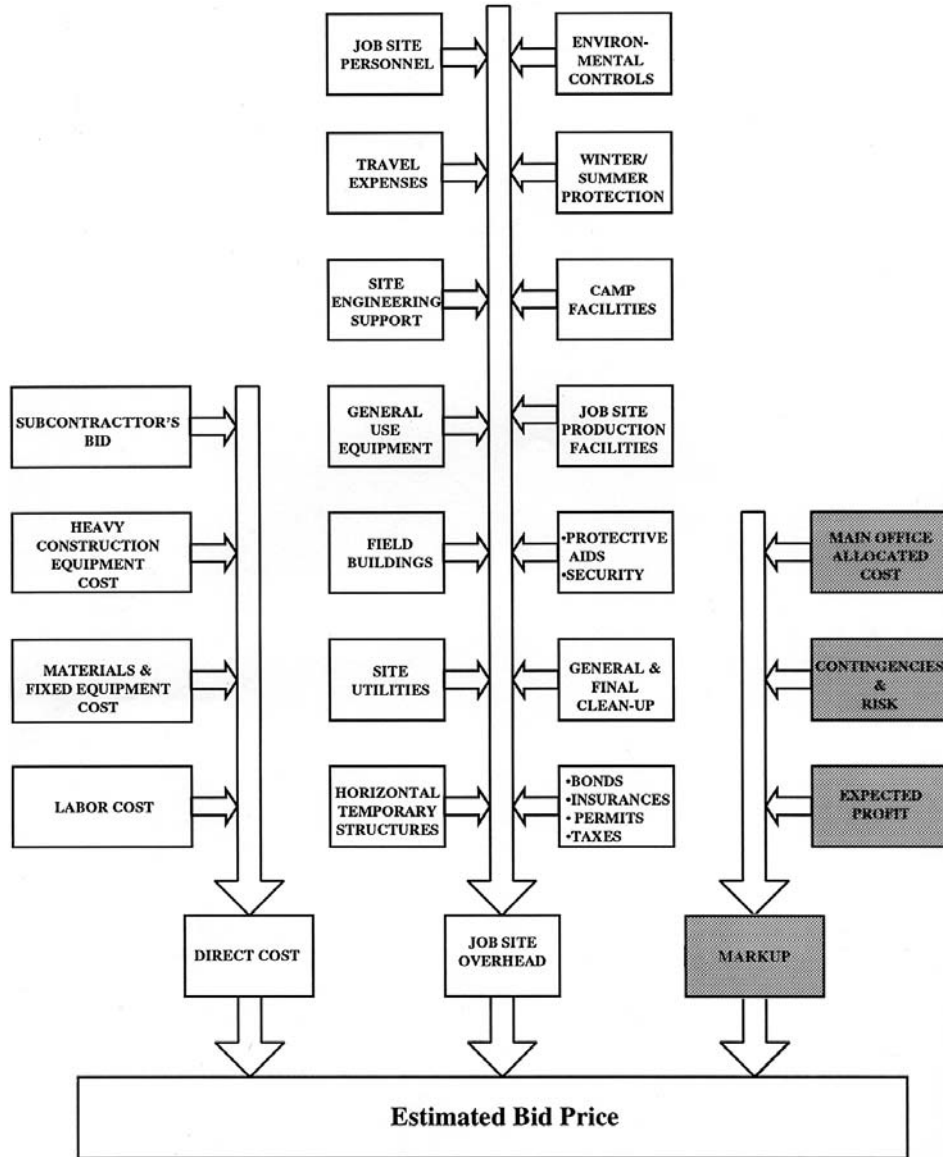 JOB SITE
PERSONNEL
ENVIRON-
MENTAL
CONTROLS
TRAVEL
EXPENSES
WINTER/
SUMMER
PROTECTION
SITE
ENGINEERING
SUPPORT
CAMP
FACILITIES
SUBCONTRACTTOR'S
BID
GENERAL
USE
EQUIPMENT
JOB SITE
PRODUCTION
FACILITIES
HEAVY
CONSTRUCTION
EQUIPMENT
COST
FIELD
BUILDINGS
•PROTECTIVE
AIDS
•SECURITY
MAIN OFFICE
ALLOCATED
COST
MATERIALS &
FIXED EQUIPMENT
COST
SITE
UTILITIES
GENERAL &
FINAL
CLEAN-UP
CONTINGENCIES
&
RISK
LABOR COST
HORIZONTAL
TEMPORARY
STRUCTURES
•BONDS
•INSURANCES
• PERMITS
•TAXES
EXPECTED
PROFIT
DIRECT COST
JOB SITE
OVERHEAD
MARKUP
Estimated Bid Price